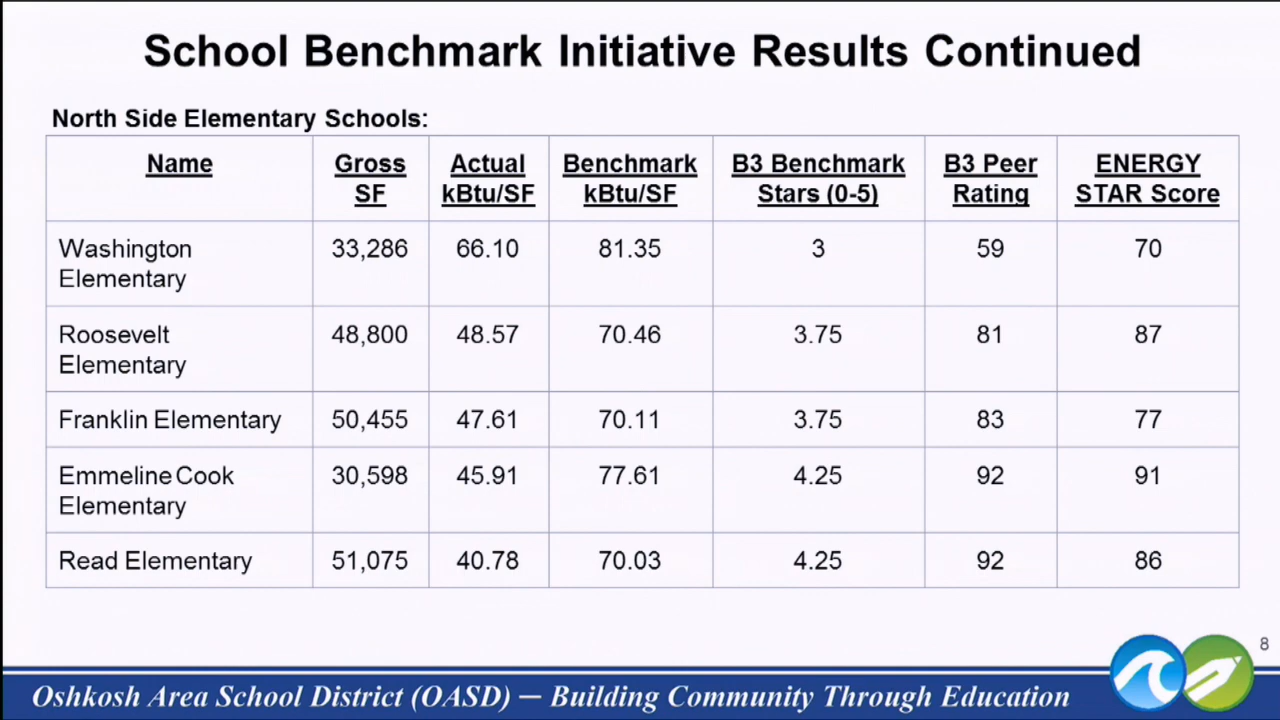 School Benchmark Initiative Results Continued
North Side Elementary Schools:
Name Gross SF Actual kBtu/SF Benchmark kBtu/SF B3 Benchmark Stars (0-5) B3 Peer Rating ENERGY STAR Score
Washington Elementary 33,286 66.10 81.35 3 59 70
Roosevelt Elementary 48,800 48.57 70.46 3.75 81 87
Franklin Elementary 50,455 47.61 70.11 3.75 83 77
Emmeline Cook Elementary 30,598 45.91 77.61 4.25 92 91
Read Elementary 51,075 40.78 70.03 4.25 92 86
8
Oshkosh Area School District (OASD) — Building Community Through Education